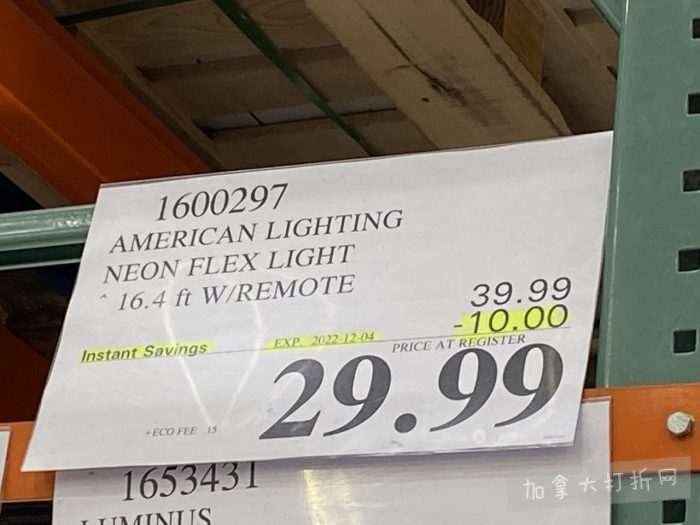 1600297
AMERICAN LIGHTING
NEON FLEX LIGHT
^ 16.4 ft W/REMOTE
39.99
Instant Savings EXP. 2022-12-04 -10.00
PRICE AT REGISTER
29.99
+ECO FEE .15
1653431
LUMINUS
加拿大打折网